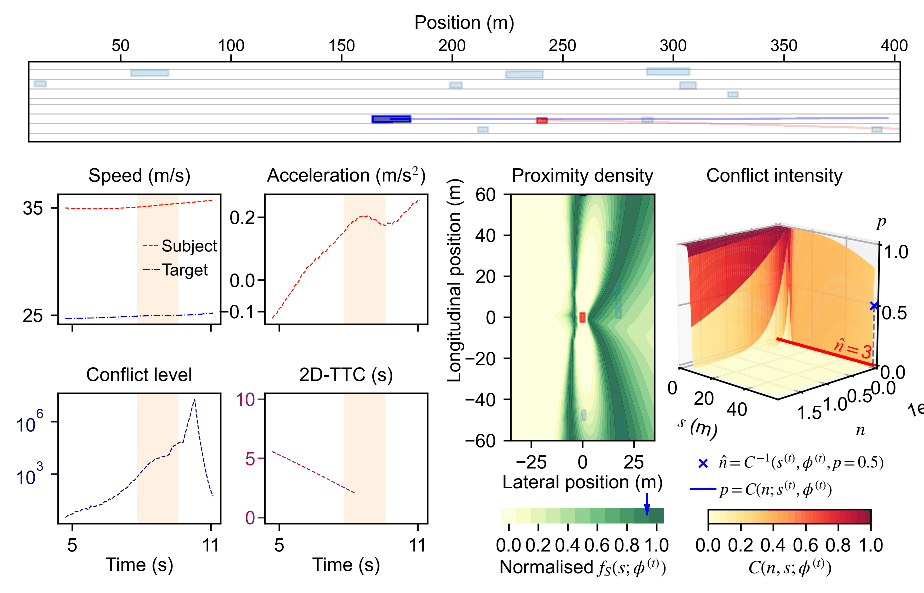 Position (m)
50 100 150 200 250 300 350 400
Speed (m/s)
35
25
Subject
Target
Acceleration (m/s²)
0.2
0.0
−0.1
Proximity density
Longitudinal position (m)
60
40
20
0
−20
−40
−60
−25 0 25
Lateral position (m)
0.0 0.2 0.4 0.6 0.8 1.0
Normalised f_S(s; ϕ^(t))
Conflict intensity
p
1.0
0.5
0.0
n̂ = 3
0 20 40
s (m)
1.5 1.0 0.5 0.0
n
1e
n̂ = C⁻¹(s^(t), ϕ^(t), p = 0.5)
p = C(n; s^(t), ϕ^(t))
0.0 0.2 0.4 0.6 0.8 1.0
C(n, s; ϕ^(t))
Conflict level
10⁶
10³
5 11
Time (s)
2D-TTC (s)
10
5
0
5 11
Time (s)